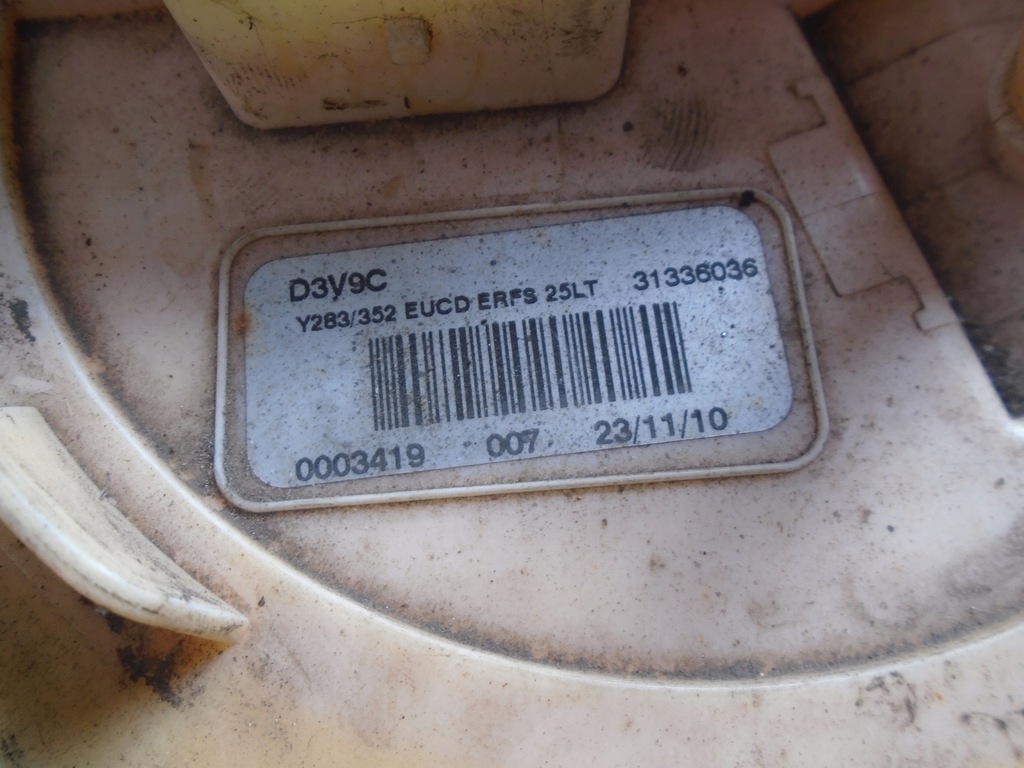 D3V9C 31336036
Y283/352 EUCD ERFS 25LT
0003419 007 23/11/10